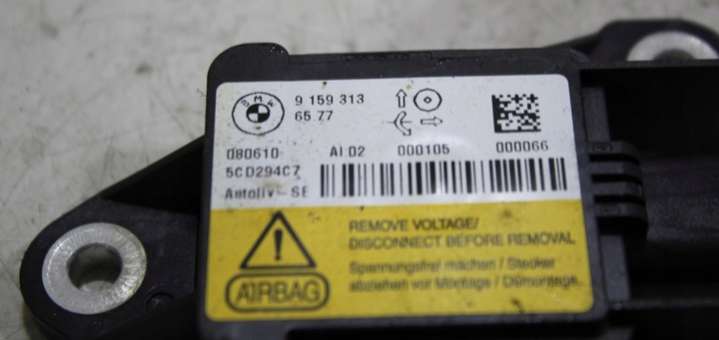 BMW 9 159 313
65 77
080610 AI 02 000105 000066
5CD294C7
Autoliv - SE
REMOVE VOLTAGE/
DISCONNECT BEFORE REMOVAL
Spannungsfrei machen / Stecker
abziehen vor Montage / Demontage.
AIRBAG